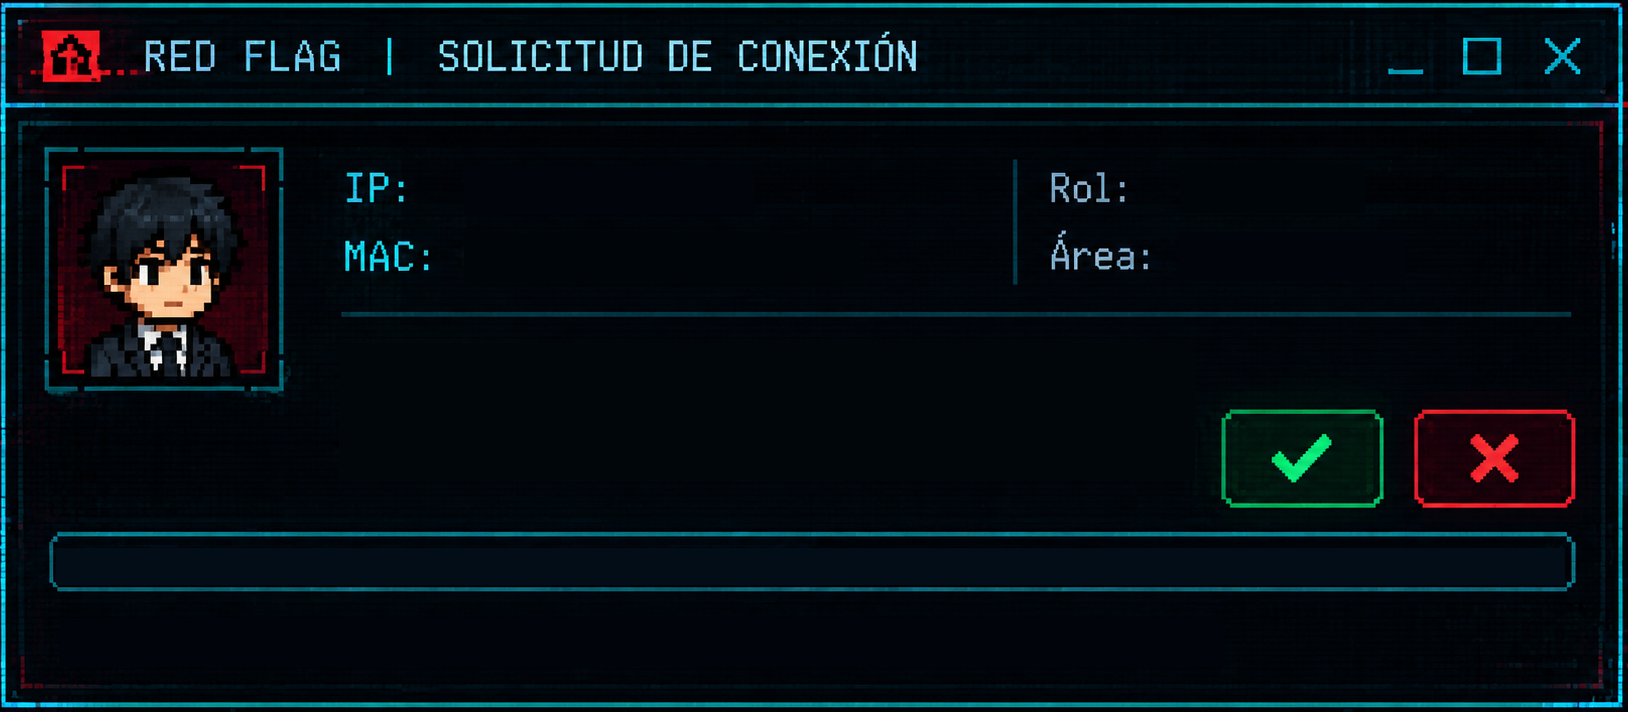 RED FLAG | SOLICITUD DE CONEXIÓN
IP:
Rol:
MAC:
Área: